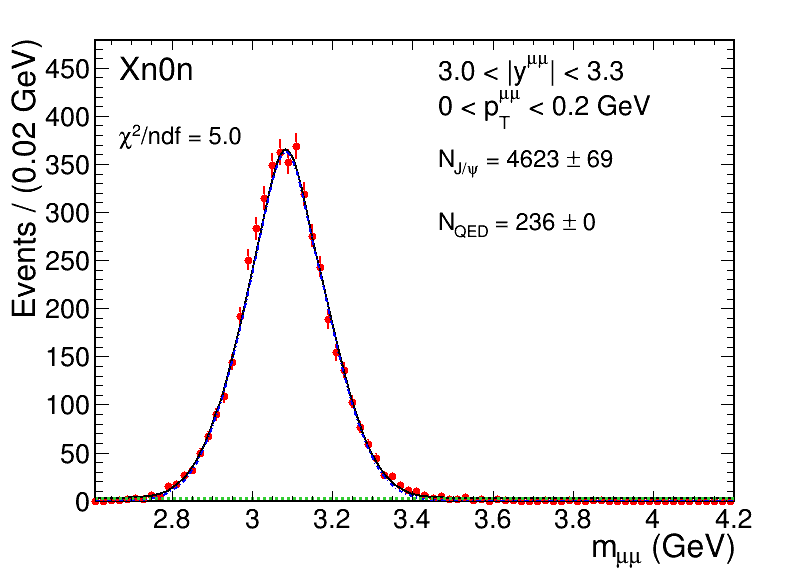 Xn0n
3.0 < |y^μμ| < 3.3
0 < p_T^μμ < 0.2 GeV
χ²/ndf = 5.0
N_J/ψ = 4623 ± 69
N_QED = 236 ± 0
Events / (0.02 GeV)
450
400
350
300
250
200
150
100
50
0
2.8 3 3.2 3.4 3.6 3.8 4 4.2
m_μμ (GeV)